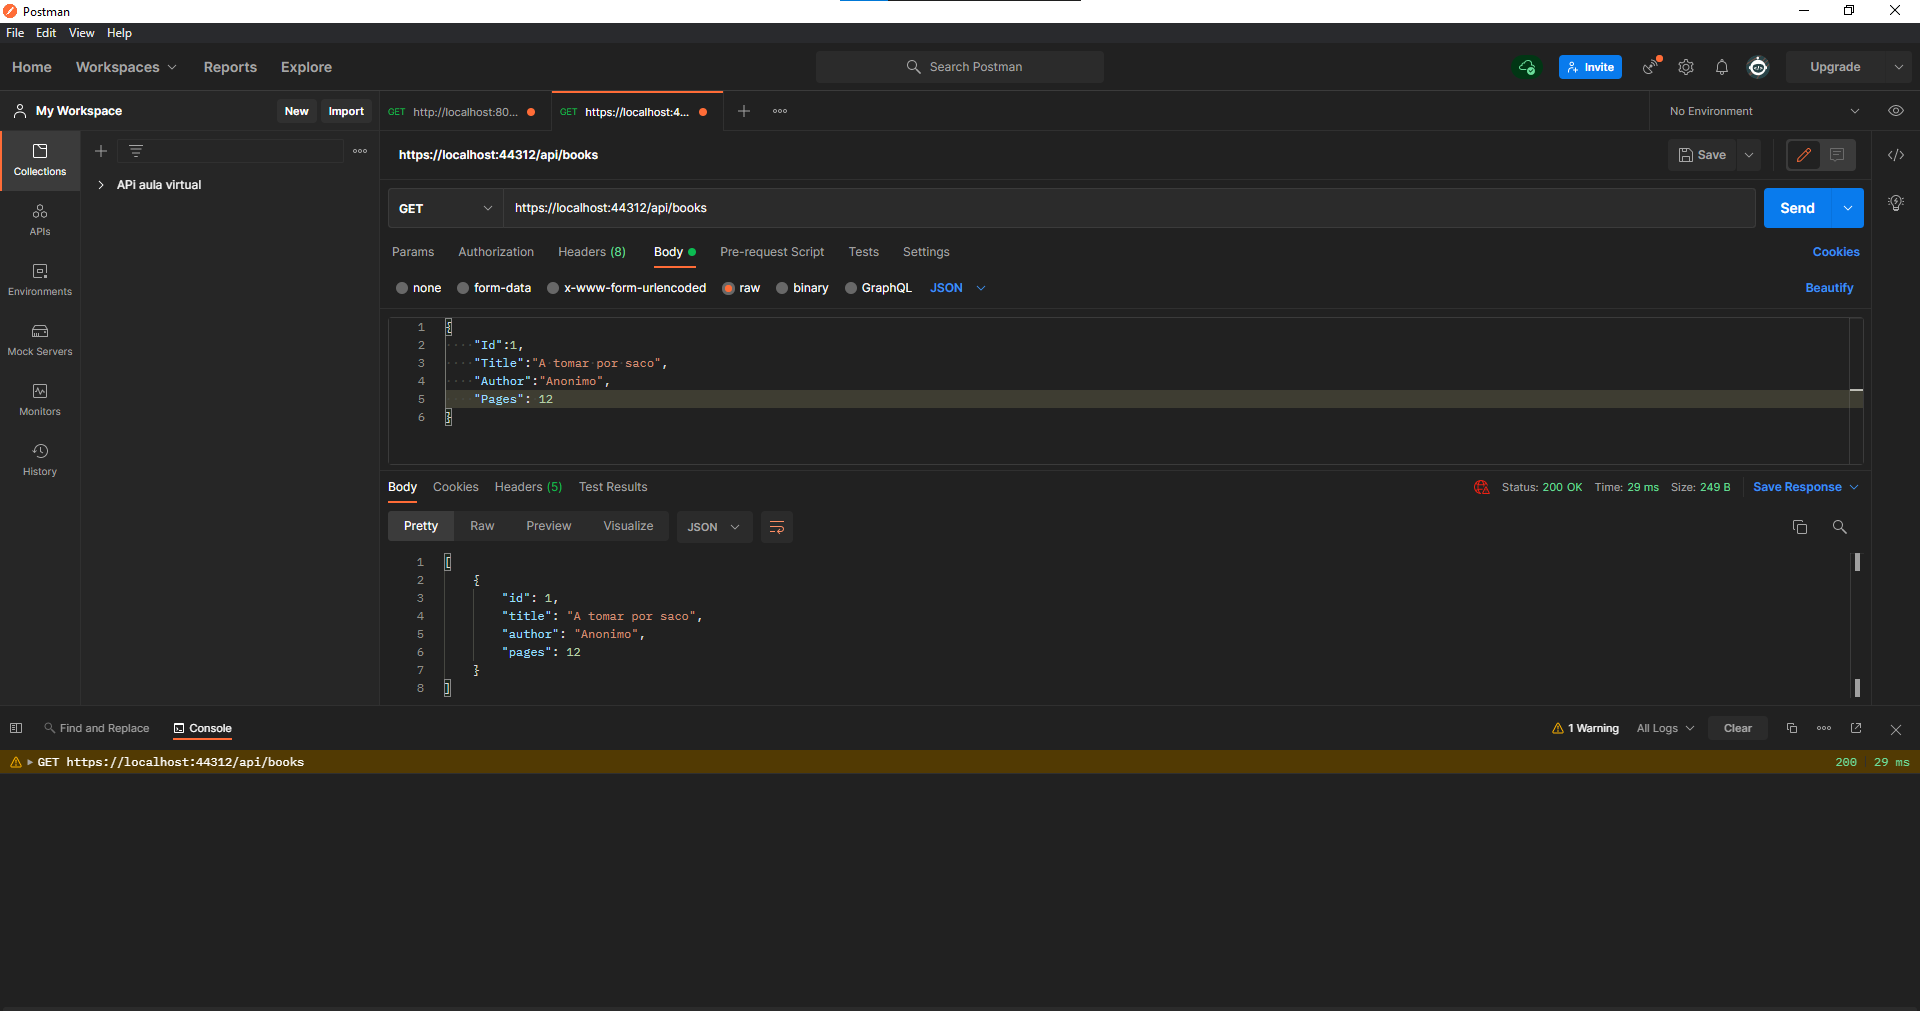 Postman
File Edit View Help
Home Workspaces Reports Explore Search Postman Invite Upgrade
My Workspace New Import GET http://localhost:80... GET https://localhost:4... No Environment
https://localhost:44312/api/books Save
Collections
APi aula virtual
GET https://localhost:44312/api/books Send
APIs
Params Authorization Headers (8) Body Pre-request Script Tests Settings Cookies
none form-data x-www-form-urlencoded raw binary GraphQL JSON Beautify
Environments
Mock Servers
Monitors
History
1 {
2 "Id":1,
3 "Title":"A tomar por saco",
4 "Author":"Anonimo",
5 "Pages": 12
6 }
Body Cookies Headers (5) Test Results Status: 200 OK Time: 29 ms Size: 249 B Save Response
Pretty Raw Preview Visualize JSON
1 [
2 {
3 "id": 1,
4 "title": "A tomar por saco",
5 "author": "Anonimo",
6 "pages": 12
7 }
8 ]
Find and Replace Console 1 Warning All Logs Clear
GET https://localhost:44312/api/books 200 29 ms